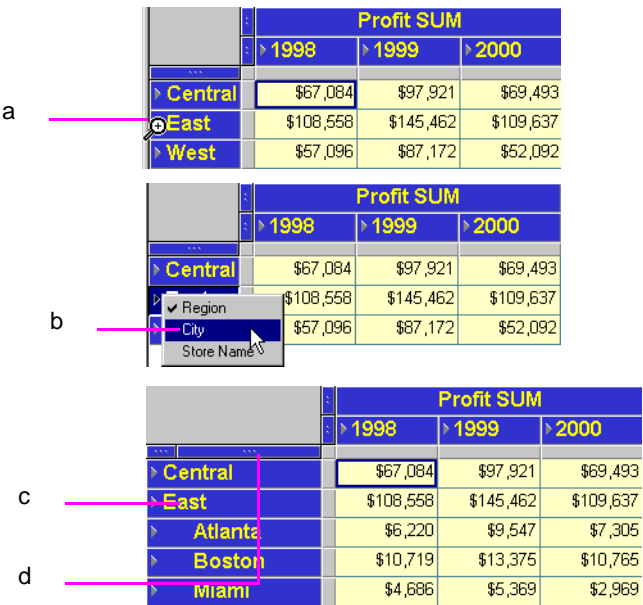 Profit SUM
1998 1999 2000
Central $67,084 $97,921 $69,493
a
East $108,558 $145,462 $109,637
West $57,096 $87,172 $52,092
Profit SUM
1998 1999 2000
Central $67,084 $97,921 $69,493
$108,558 $145,462 $109,637
Region
b
City $57,096 $87,172 $52,092
Store Name
Profit SUM
1998 1999 2000
Central $67,084 $97,921 $69,493
c
East $108,558 $145,462 $109,637
Atlanta $6,220 $9,547 $7,305
Boston $10,719 $13,375 $10,765
d
Miami $4,686 $5,369 $2,969